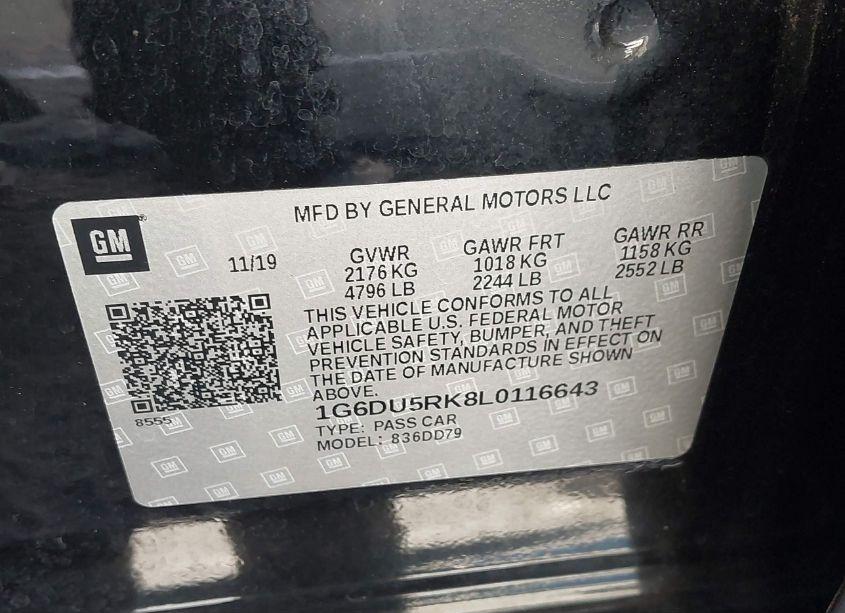 MFD BY GENERAL MOTORS LLC
GM
11/19
GVWR
2176 KG
4796 LB
GAWR FRT
1018 KG
2244 LB
GAWR RR
1158 KG
2552 LB
THIS VEHICLE CONFORMS TO ALL
APPLICABLE U.S. FEDERAL MOTOR
VEHICLE SAFETY, BUMPER, AND THEFT
PREVENTION STANDARDS IN EFFECT ON
THE DATE OF MANUFACTURE SHOWN
ABOVE.
8555
1G6DU5RK8L0116643
TYPE: PASS CAR
MODEL: 836DD79